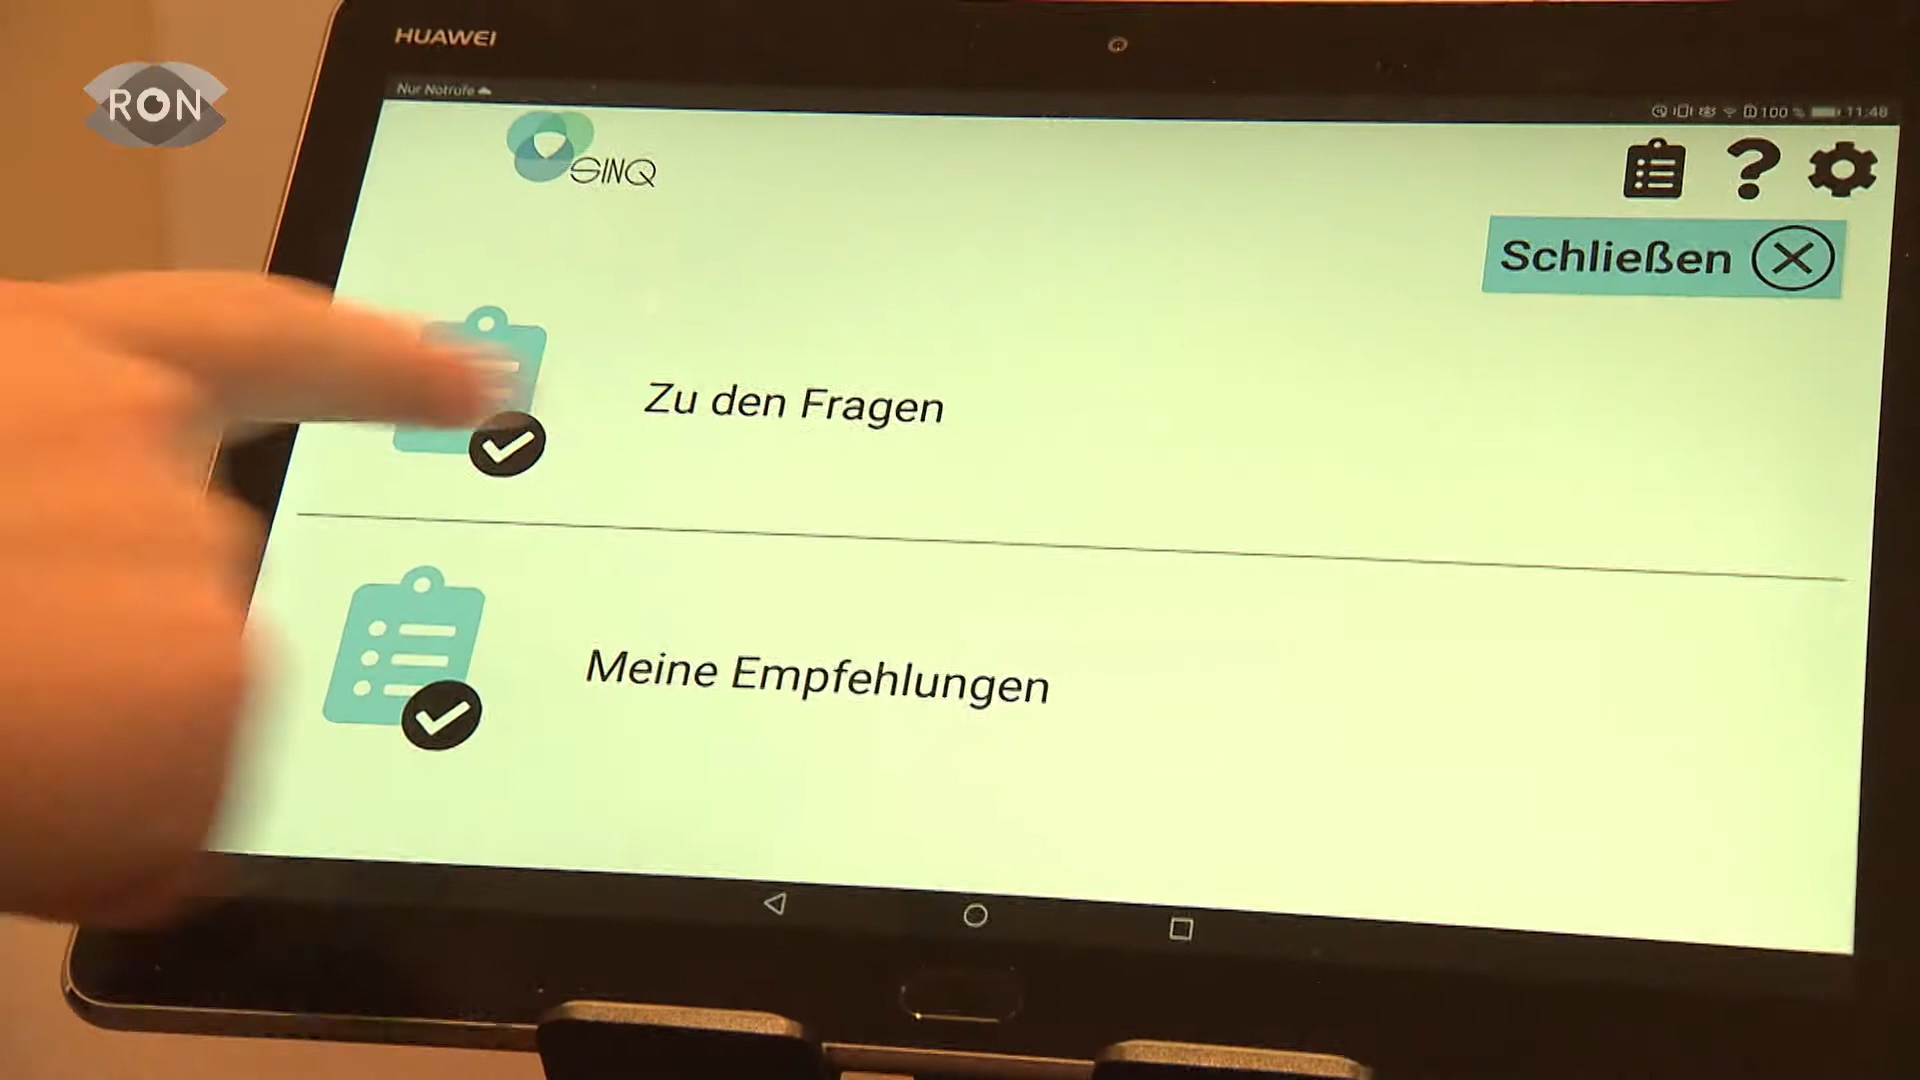 HUAWEI
RON
Nur Notrufe
100 % 11:48
SINQ
?
Schließen
Zu den Fragen
Meine Empfehlungen